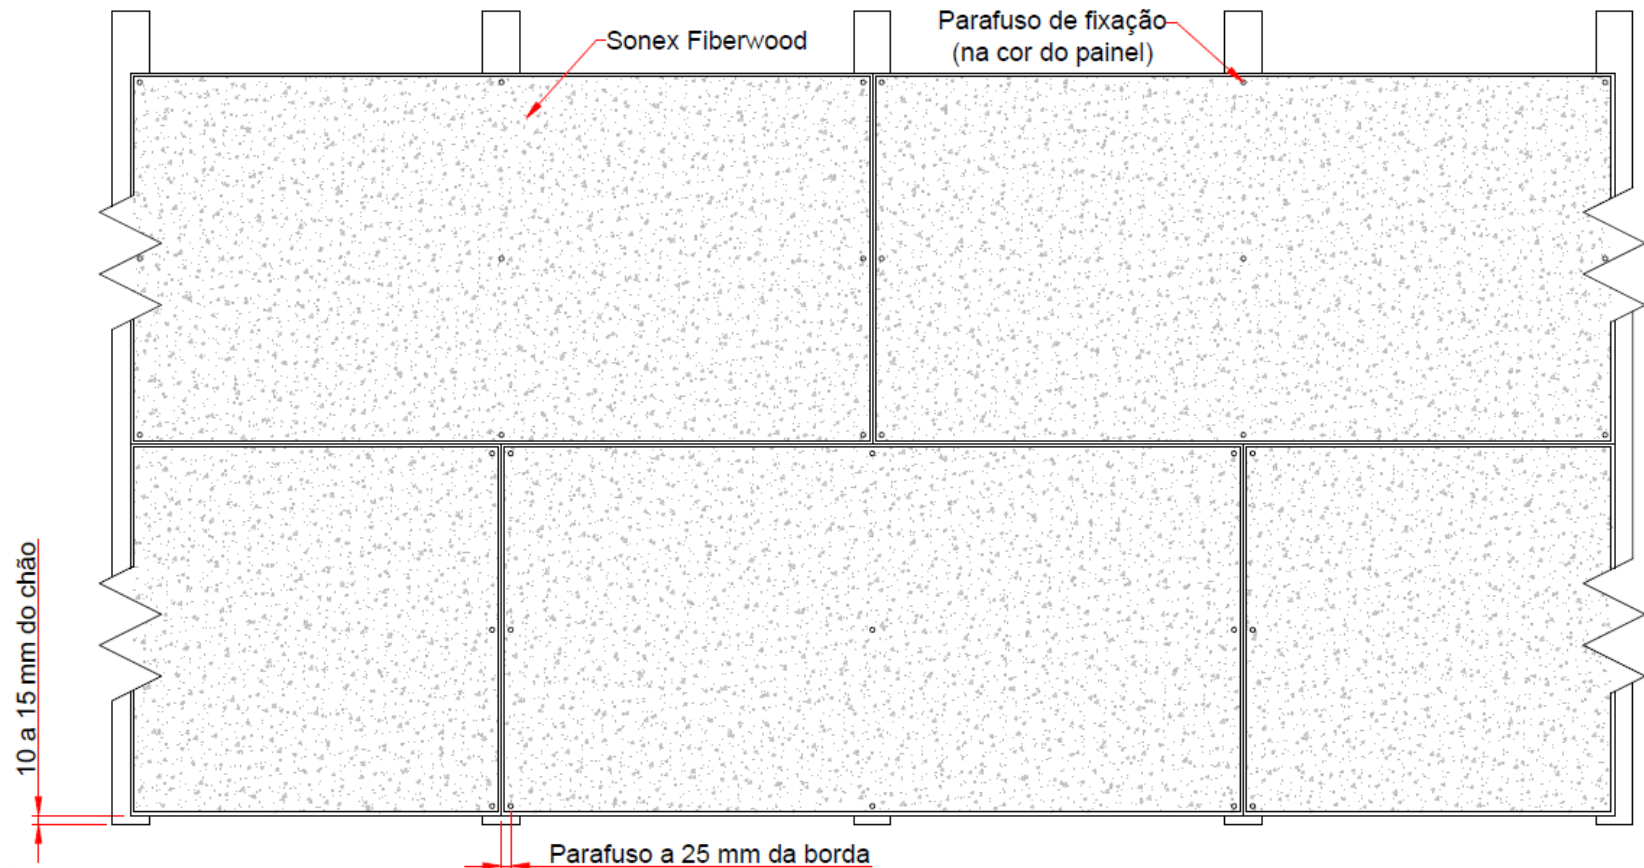 Sonex Fiberwood
Parafuso de fixação
(na cor do painel)
10 a 15 mm do chão
Parafuso a 25 mm da borda